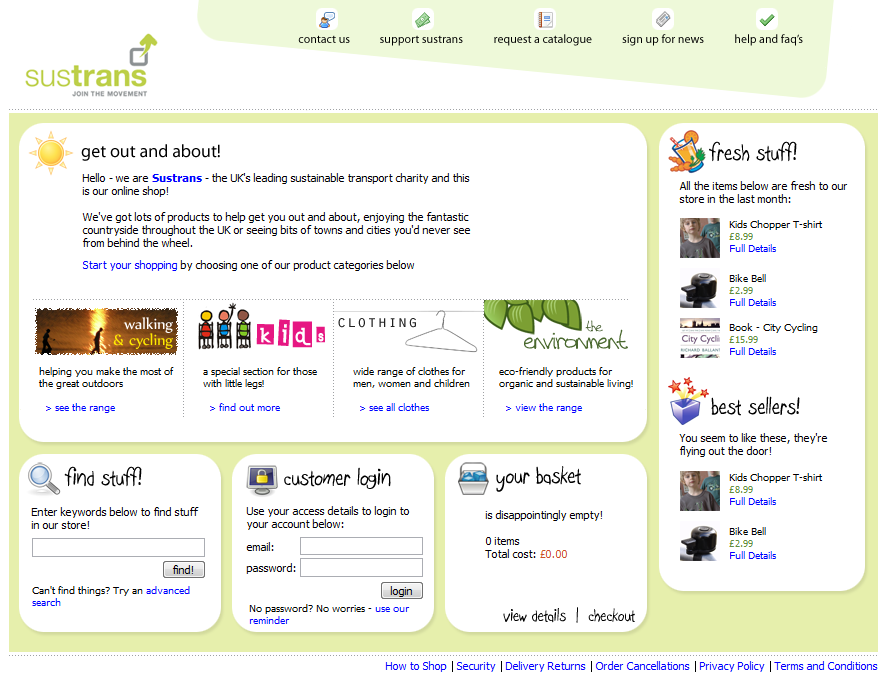 contact us
support sustrans
request a catalogue
sign up for news
help and faq's
sustrans
JOIN THE MOVEMENT
get out and about!
Hello - we are Sustrans - the UK's leading sustainable transport charity and this
is our online shop!
We've got lots of products to help get you out and about, enjoying the fantastic
countryside throughout the UK or seeing bits of towns and cities you'd never see
from behind the wheel.
Start your shopping by choosing one of our product categories below
walking
& cycling
helping you make the most of
the great outdoors
> see the range
kids
a special section for those
with little legs!
> find out more
CLOTHING
wide range of clothes for
men, women and children
> see all clothes
the
environment
eco-friendly products for
organic and sustainable living!
> view the range
fresh stuff!
All the items below are fresh to our
store in the last month:
Kids Chopper T-shirt
£8.99
Full Details
Bike Bell
£2.99
Full Details
City Cycli
RICHARD BALLANT
Book - City Cycling
£15.99
Full Details
best sellers!
You seem to like these, they're
flying out the door!
Kids Chopper T-shirt
£8.99
Full Details
Bike Bell
£2.99
Full Details
find stuff!
Enter keywords below to find stuff
in our store!
find!
Can't find things? Try an advanced
search
customer login
Use your access details to login to
your account below:
email:
password:
login
No password? No worries - use our
reminder
your basket
is disappointingly empty!
0 items
Total cost: £0.00
view details | checkout
How to Shop | Security | Delivery Returns | Order Cancellations | Privacy Policy | Terms and Conditions